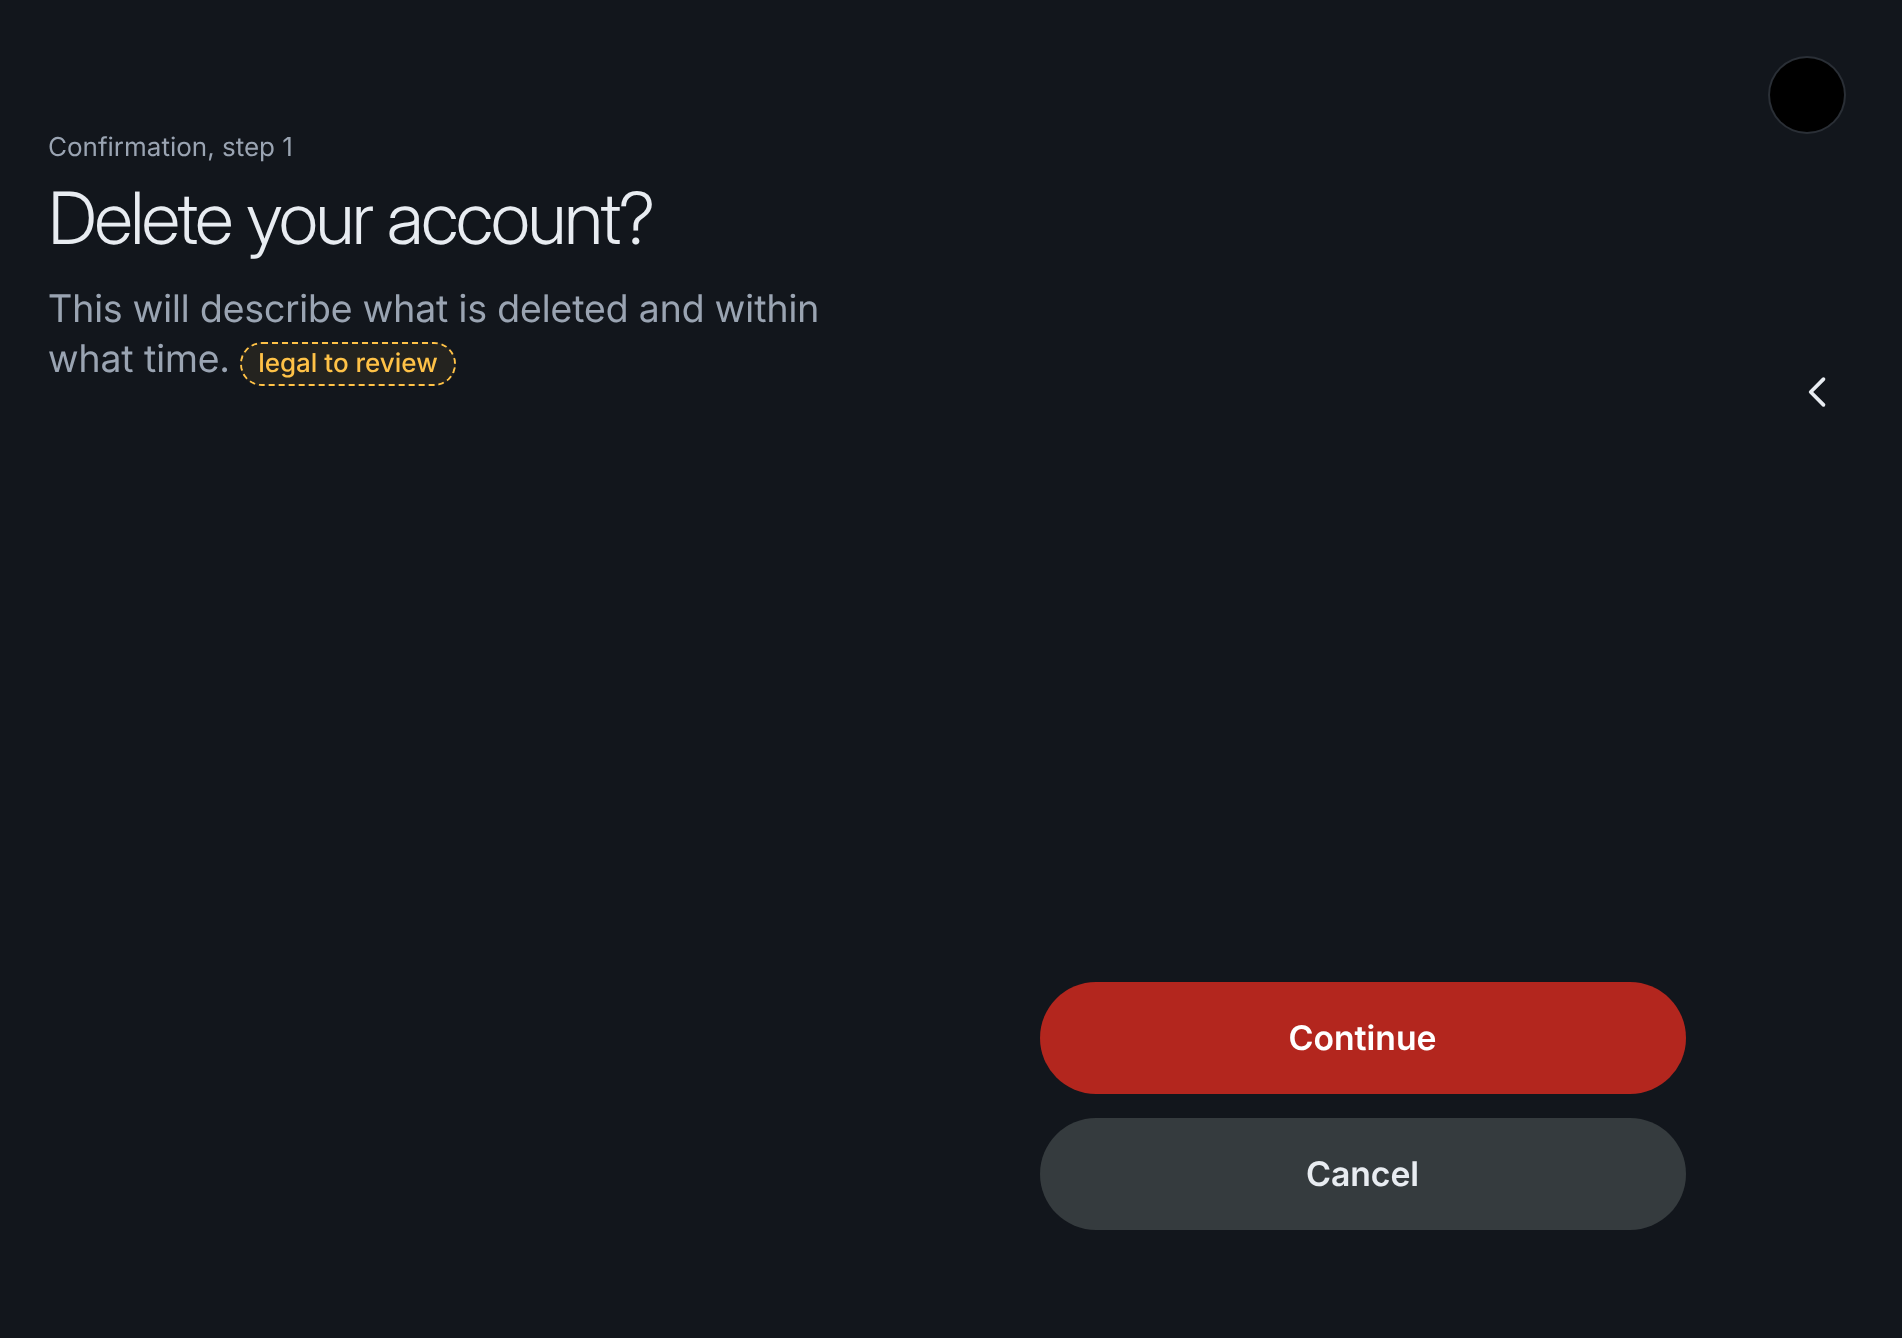 Confirmation, step 1
Delete your account?
This will describe what is deleted and within
what time. legal to review
Continue
Cancel